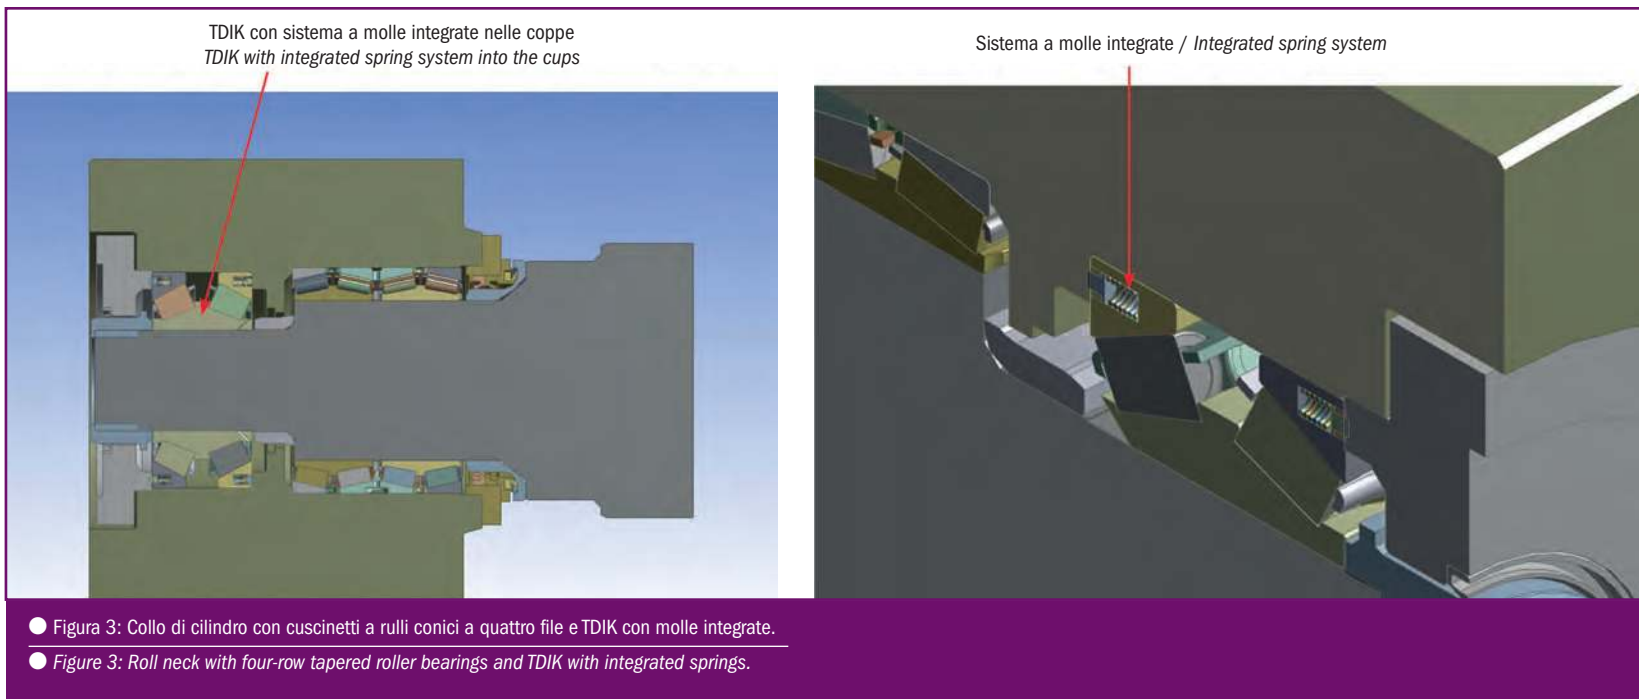 TDIK con sistema a molle integrate nelle coppe
TDIK with integrated spring system into the cups
Sistema a molle integrate / Integrated spring system
Figura 3: Collo di cilindro con cuscinetti a rulli conici a quattro file e TDIK con molle integrate.
Figure 3: Roll neck with four-row tapered roller bearings and TDIK with integrated springs.